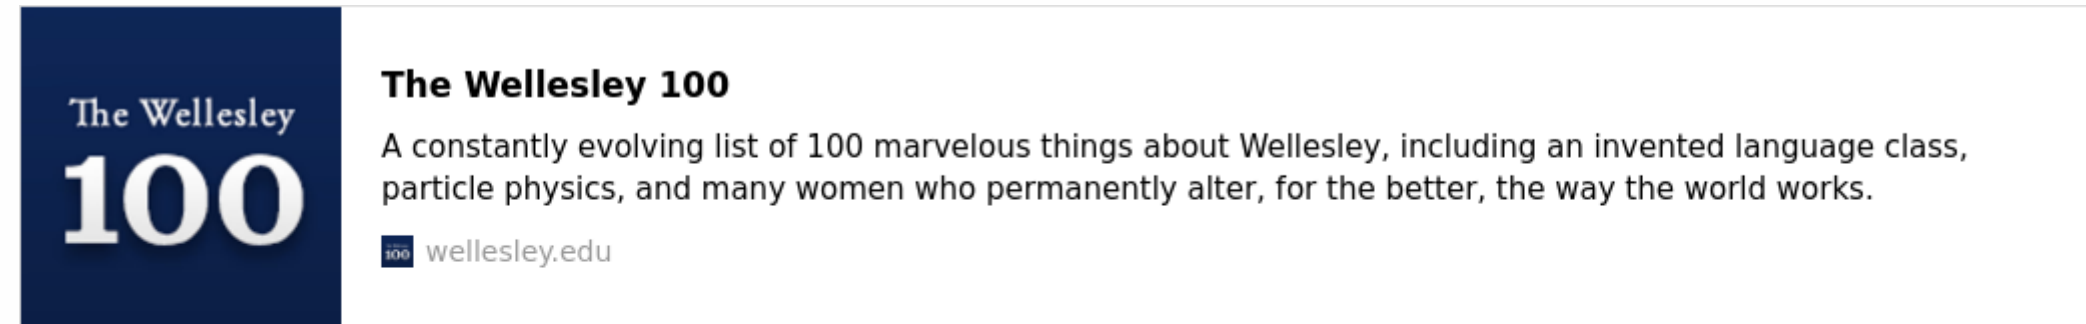 The Wellesley
100
The Wellesley 100
A constantly evolving list of 100 marvelous things about Wellesley, including an invented language class,
particle physics, and many women who permanently alter, for the better, the way the world works.
100
wellesley.edu